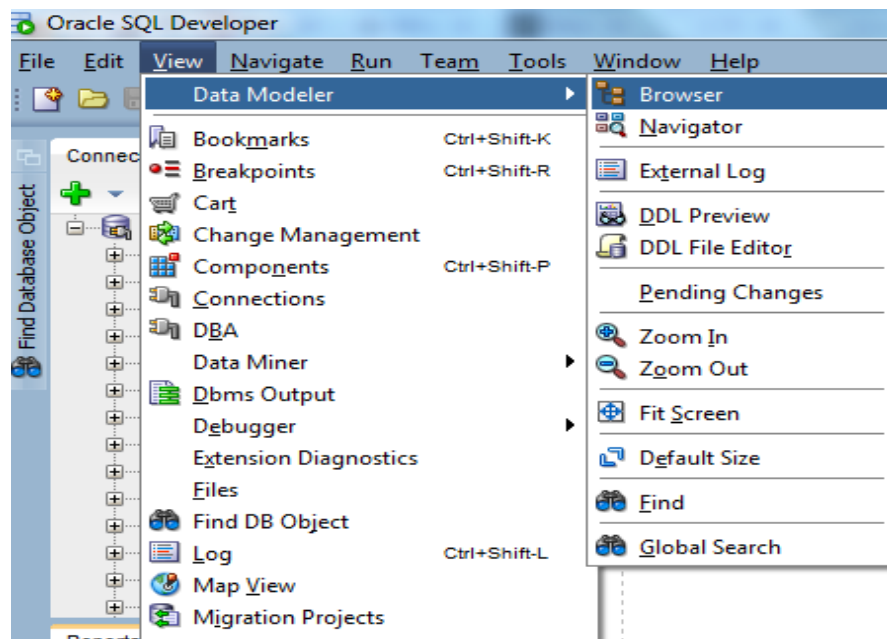 Oracle SQL Developer
File Edit View Navigate Run Team Tools Window Help
Connec
Find Database Object
Data Modeler
Bookmarks Ctrl+Shift-K
Breakpoints Ctrl+Shift-R
Cart
Change Management
Components Ctrl+Shift-P
Connections
DBA
Data Miner
Dbms Output
Debugger
Extension Diagnostics
Files
Find DB Object
Log Ctrl+Shift-L
Map View
Migration Projects
Browser
Navigator
External Log
DDL Preview
DDL File Editor
Pending Changes
Zoom In
Zoom Out
Fit Screen
Default Size
Find
Global Search